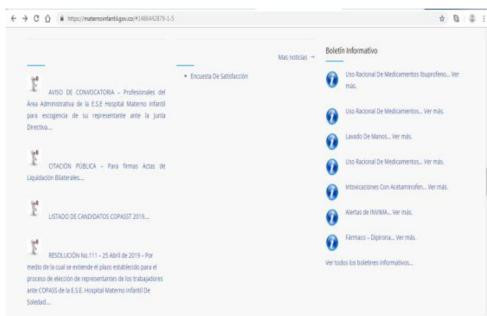 https://maternoinfantil.gov.co/#1486442879-1-5
AVISO DE CONVOCATORIA – Profesionales del
Área Administrativa de la E.S.E Hospital Materno Infantil
para escogencia de su representante ante la Junta
Directiva...
CITACIÓN PÚBLICA – Para firmas Actas de
Liquidación Bilaterales...
LISTADO DE CANDIDATOS COPASST 2019...
RESOLUCIÓN No.111 – 25 Abril de 2019 – Por
medio de la cual se extiende el plazo establecido para el
proceso de elección de representantes de los trabajadores
ante COPASS de la E.S.E. Hospital Materno Infantil De
Soledad...
Mas noticias →
Encuesta De Satisfacción
Boletín Informativo
Uso Racional De Medicamentos Ibuprofeno... Ver
más.
Uso Racional De Medicamentos... Ver más.
Lavado De Manos... Ver más.
Uso Racional De Medicamentos... Ver más.
Intoxicaciones Con Acetaminofen... Ver más.
Alertas de INVIMA... Ver más.
Fármaco – Dipirona... Ver más.
Ver todos los boletines informativos...